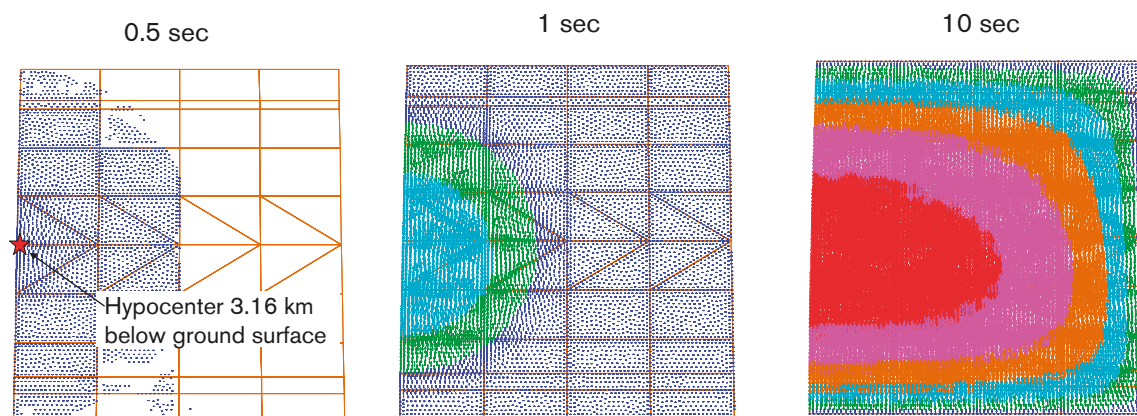 0.5 sec
1 sec
10 sec
Hypocenter 3.16 km
below ground surface